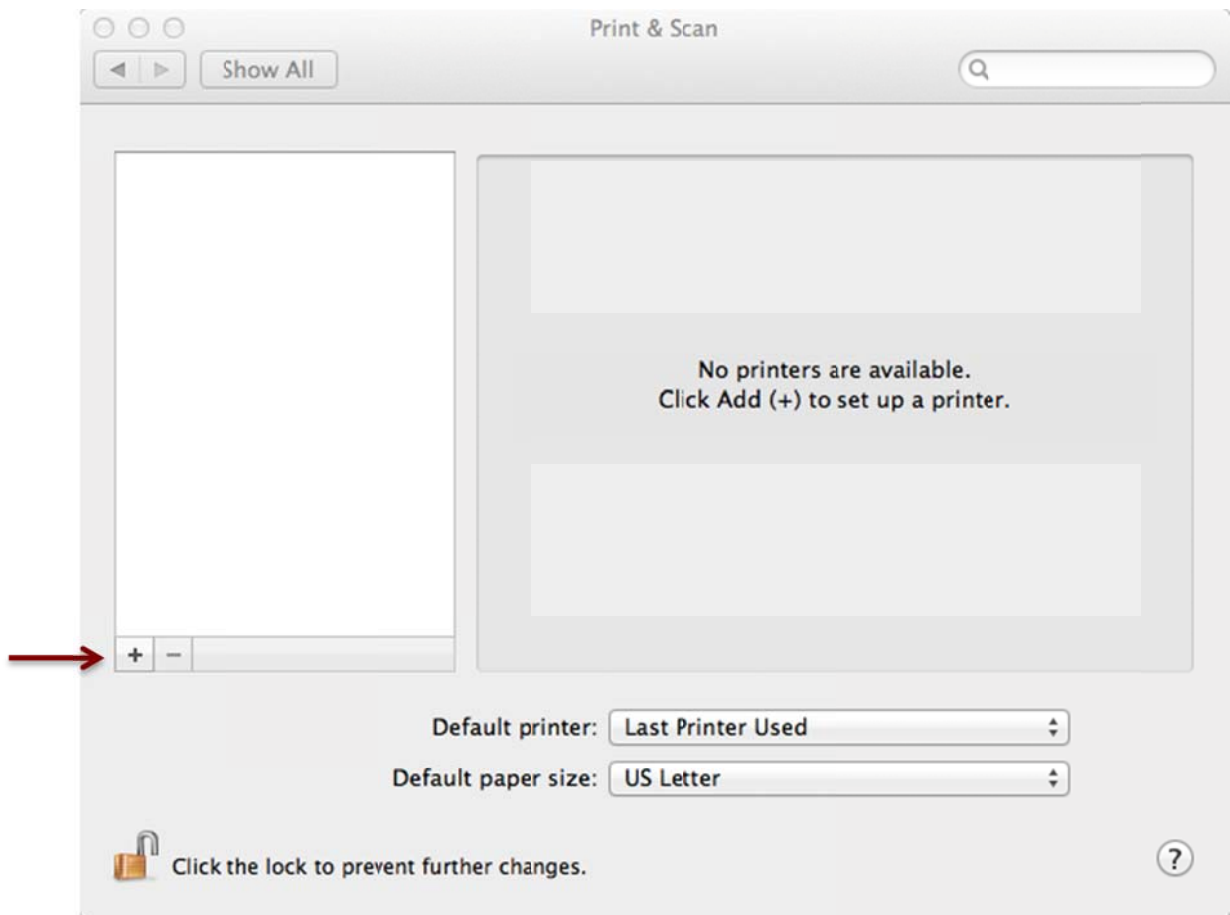 Print & Scan
Show All
No printers are available.
Click Add (+) to set up a printer.
+ −
Default printer: Last Printer Used
Default paper size: US Letter
Click the lock to prevent further changes.
?